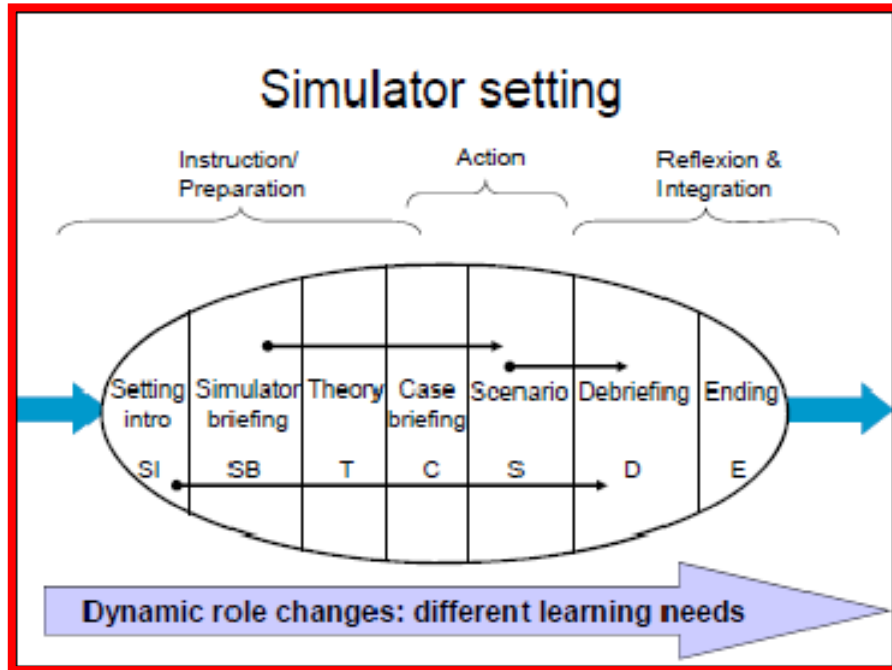 Simulator setting
Instruction/
Preparation
Action
Reflexion &
Integration
Setting
intro
Simulator
briefing
Theory
Case
briefing
Scenario
Debriefing
Ending
SI
SB
T
C
S
D
E
Dynamic role changes: different learning needs